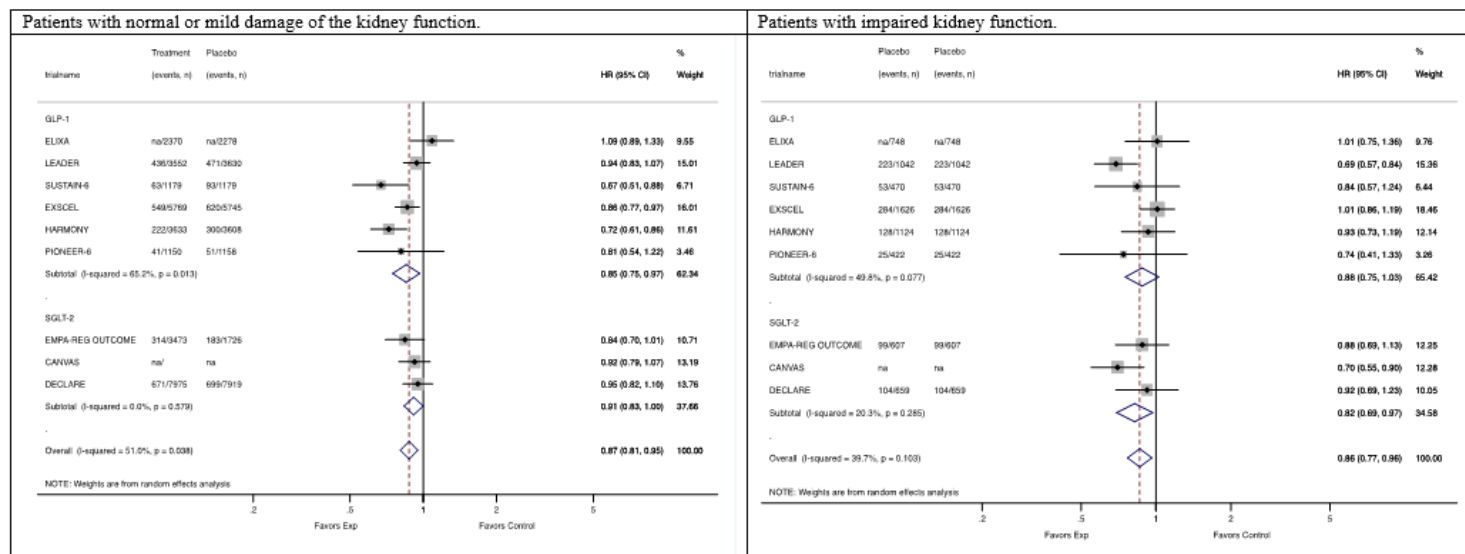 Patients with normal or mild damage of the kidney function.
Treatment Placebo %
trialname (events, n) (events, n) HR (95% CI) Weight
GLP-1
ELIXA na/2370 na/2278 1.09 (0.89, 1.33) 9.55
LEADER 436/3552 471/3630 0.94 (0.83, 1.07) 15.01
SUSTAIN-6 63/1179 93/1179 0.67 (0.51, 0.88) 6.71
EXSCEL 549/5769 620/5745 0.86 (0.77, 0.97) 16.01
HARMONY 222/3633 300/3608 0.72 (0.61, 0.86) 11.61
PIONEER-6 41/1150 51/1156 0.81 (0.54, 1.22) 3.46
Subtotal (I-squared = 65.2%, p = 0.013) 0.85 (0.75, 0.97) 62.34
.
SGLT-2
EMPA-REG OUTCOME 314/3473 183/1726 0.84 (0.70, 1.01) 10.71
CANVAS na/ na 0.92 (0.79, 1.07) 13.19
DECLARE 671/7975 699/7919 0.95 (0.82, 1.10) 13.76
Subtotal (I-squared = 0.0%, p = 0.579) 0.91 (0.83, 1.00) 37.66
.
Overall (I-squared = 51.0%, p = 0.038) 0.87 (0.81, 0.95) 100.00
NOTE: Weights are from random effects analysis
.2 .5 1 2 5
Favors Exp Favors Control
Patients with impaired kidney function.
Placebo Placebo %
trialname (events, n) (events, n) HR (95% CI) Weight
GLP-1
ELIXA na/748 na/748 1.01 (0.75, 1.36) 9.76
LEADER 223/1042 223/1042 0.69 (0.57, 0.84) 15.36
SUSTAIN-6 53/470 53/470 0.84 (0.57, 1.24) 6.44
EXSCEL 284/1626 284/1626 1.01 (0.86, 1.19) 18.46
HARMONY 128/1124 128/1124 0.93 (0.73, 1.19) 12.14
PIONEER-6 25/422 25/422 0.74 (0.41, 1.33) 3.26
Subtotal (I-squared = 49.8%, p = 0.077) 0.88 (0.75, 1.03) 65.42
.
SGLT-2
EMPA-REG OUTCOME 99/607 99/607 0.88 (0.69, 1.13) 12.25
CANVAS na na 0.70 (0.55, 0.90) 12.28
DECLARE 104/659 104/659 0.92 (0.69, 1.23) 10.05
Subtotal (I-squared = 20.3%, p = 0.285) 0.82 (0.69, 0.97) 34.58
.
Overall (I-squared = 39.7%, p = 0.103) 0.86 (0.77, 0.96) 100.00
NOTE: Weights are from random effects analysis
.2 .5 1 2 5
Favors Exp Favors Control